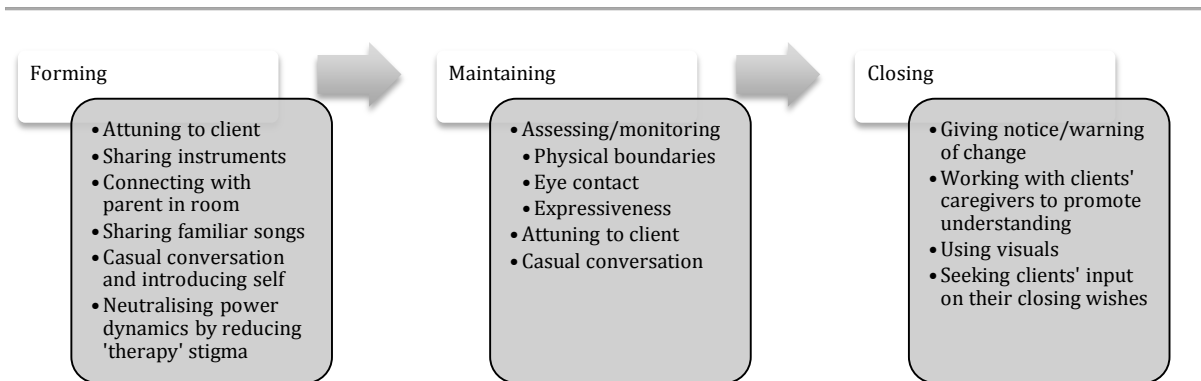 Forming
• Attuning to client
• Sharing instruments
• Connecting with
parent in room
• Sharing familiar songs
• Casual conversation
and introducing self
• Neutralising power
dynamics by reducing
'therapy' stigma
Maintaining
• Assessing/monitoring
• Physical boundaries
• Eye contact
• Expressiveness
• Attuning to client
• Casual conversation
Closing
• Giving notice/warning
of change
• Working with clients'
caregivers to promote
understanding
• Using visuals
• Seeking clients' input
on their closing wishes